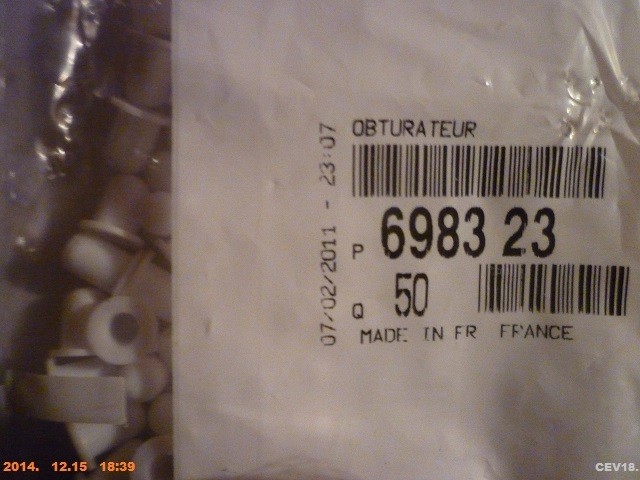 OBTURATEUR
07/02/2011 - 23:07
P 6983 23
Q 50
MADE IN FR FRANCE
2014. 12.15 18:39
CEV18.